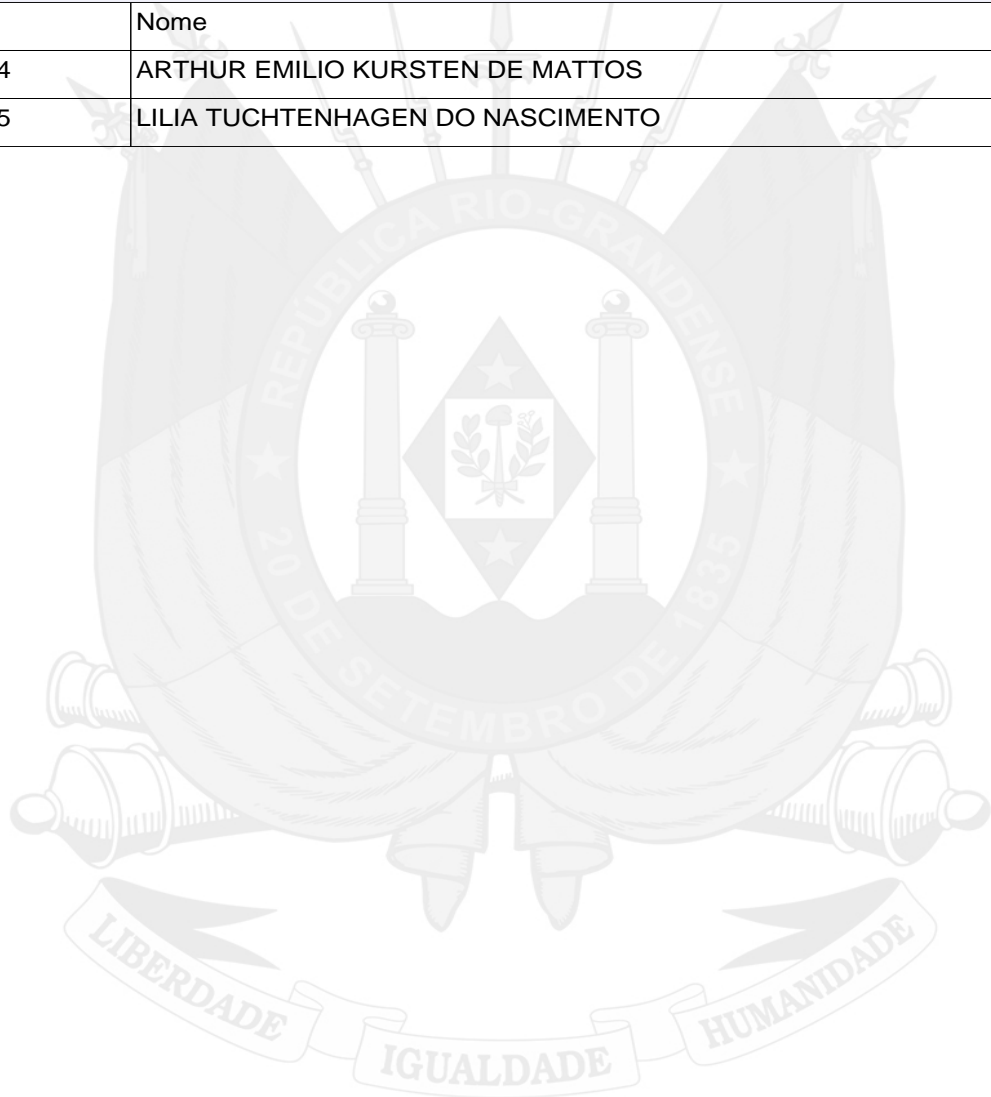 Nome
4 ARTHUR EMILIO KURSTEN DE MATTOS
5 LILIA TUCHTENHAGEN DO NASCIMENTO
REPÚBLICA RIO-GRANDENSE
20 DE SETEMBRO DE 1835
LIBERDADE
IGUALDADE
HUMANIDADE